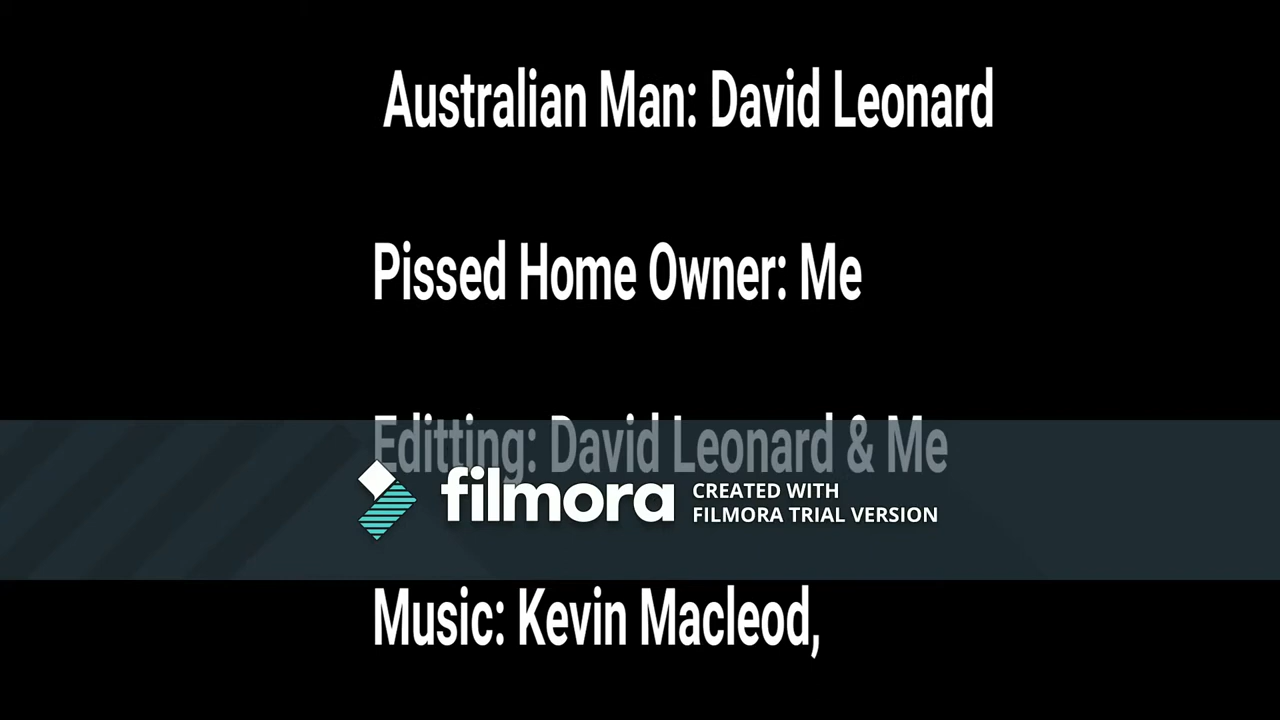 Australian Man: David Leonard
Pissed Home Owner: Me
Editting: David Leonard & Me
filmora
CREATED WITH
FILMORA TRIAL VERSION
Music: Kevin Macleod,